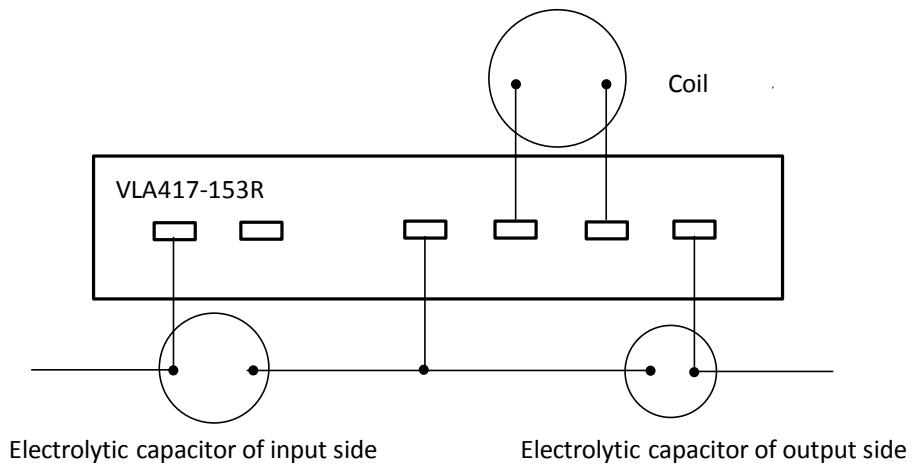 Coil
VLA417-153R
Electrolytic capacitor of input side
Electrolytic capacitor of output side